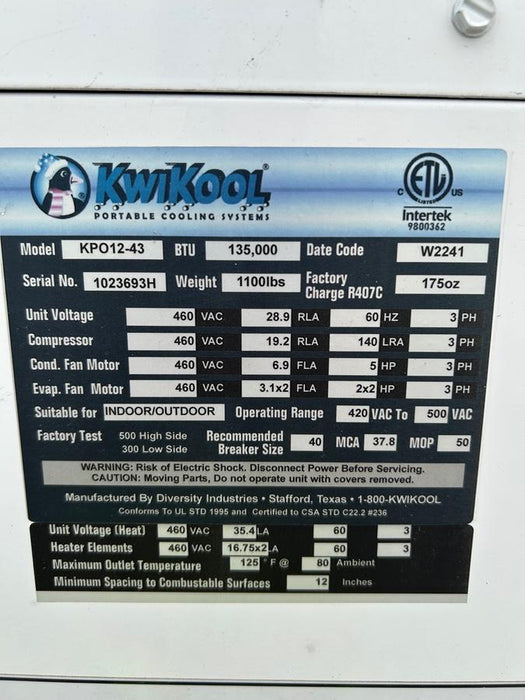 KWIKOOL®
PORTABLE COOLING SYSTEMS
C ETL LISTED US
Intertek
9800362
Model KPO12-43 BTU 135,000 Date Code W2241
Serial No. 1023693H Weight 1100lbs Factory Charge R407C 175oz
Unit Voltage 460 VAC 28.9 RLA 60 HZ 3 PH
Compressor 460 VAC 19.2 RLA 140 LRA 3 PH
Cond. Fan Motor 460 VAC 6.9 FLA 5 HP 3 PH
Evap. Fan Motor 460 VAC 3.1x2 FLA 2x2 HP 3 PH
Suitable for INDOOR/OUTDOOR Operating Range 420 VAC To 500 VAC
Factory Test 500 High Side 300 Low Side Recommended Breaker Size 40 MCA 37.8 MOP 50
WARNING: Risk of Electric Shock. Disconnect Power Before Servicing.
CAUTION: Moving Parts, Do not operate unit with covers removed.
Manufactured By Diversity Industries • Stafford, Texas • 1-800-KWIKOOL
Conforms To UL STD 1995 and Certified to CSA STD C22.2 #236
Unit Voltage (Heat) 460 VAC 35.4 LA 60 3
Heater Elements 460 VAC 16.75x2 LA 60 3
Maximum Outlet Temperature 125 ° F @ 80 Ambient
Minimum Spacing to Combustable Surfaces 12 Inches